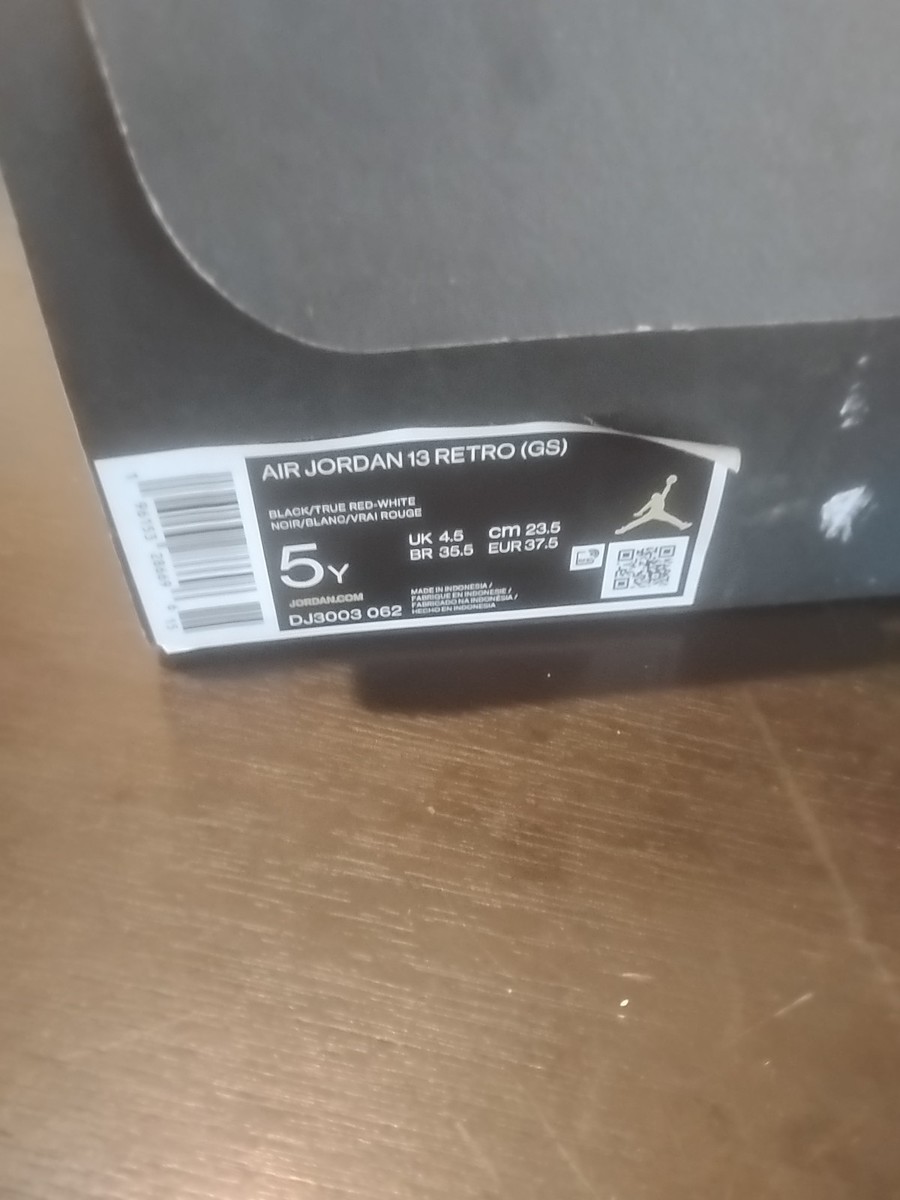 AIR JORDAN 13 RETRO (GS)
BLACK/TRUE RED-WHITE
NOIR/BLANC/VRAI ROUGE
5Y
UK 4.5 cm 23.5
BR 35.5 EUR 37.5
JORDAN.COM
DJ3003 062
MADE IN INDONESIA /
FABRIQUE EN INDONESIE /
FABRICADO NA INDONÉSIA /
HECHO EN INDONESIA